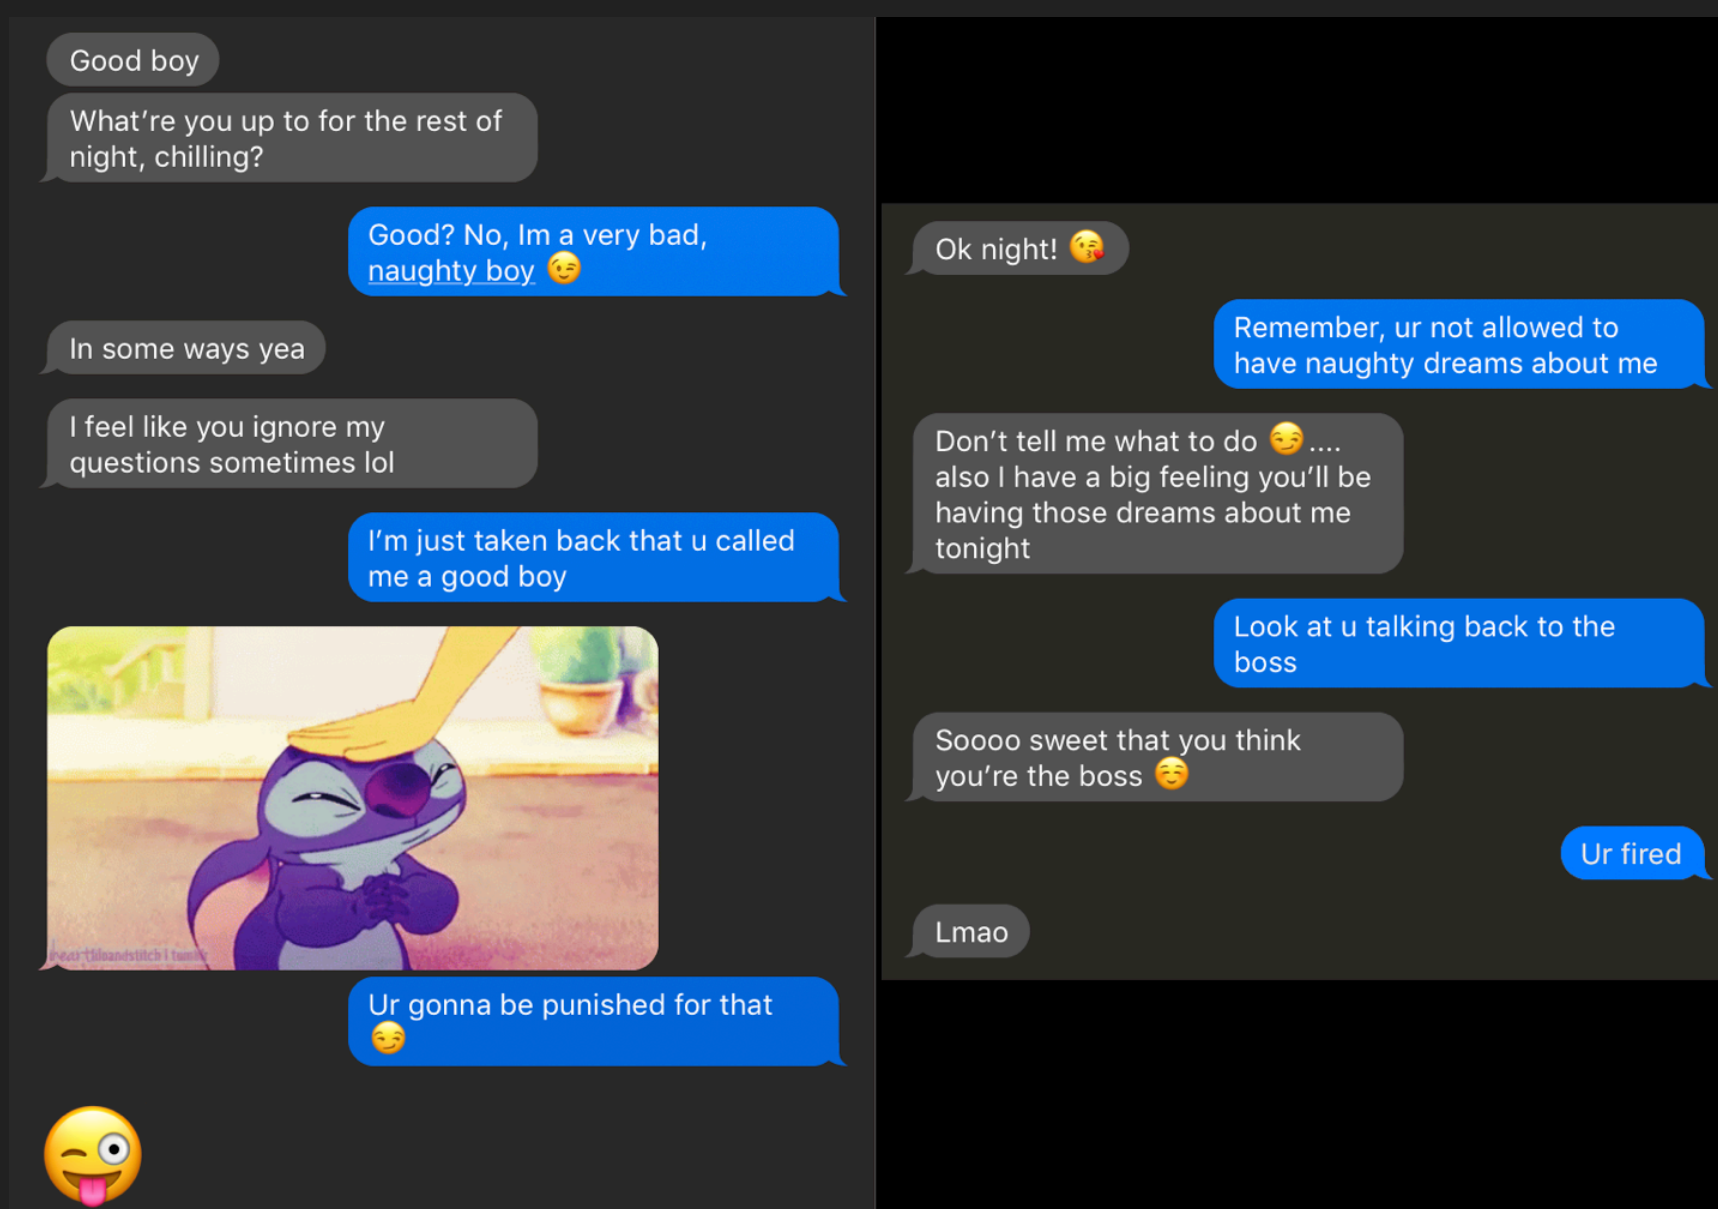 Good boy
What’re you up to for the rest of
night, chilling?
Good? No, Im a very bad,
naughty boy 😉
In some ways yea
I feel like you ignore my
questions sometimes lol
I’m just taken back that u called
me a good boy
Ur gonna be punished for that
😏
😜
Ok night! 😘
Remember, ur not allowed to
have naughty dreams about me
Don’t tell me what to do 😏....
also I have a big feeling you’ll be
having those dreams about me
tonight
Look at u talking back to the
boss
Soooo sweet that you think
you’re the boss ☺️
Ur fired
Lmao